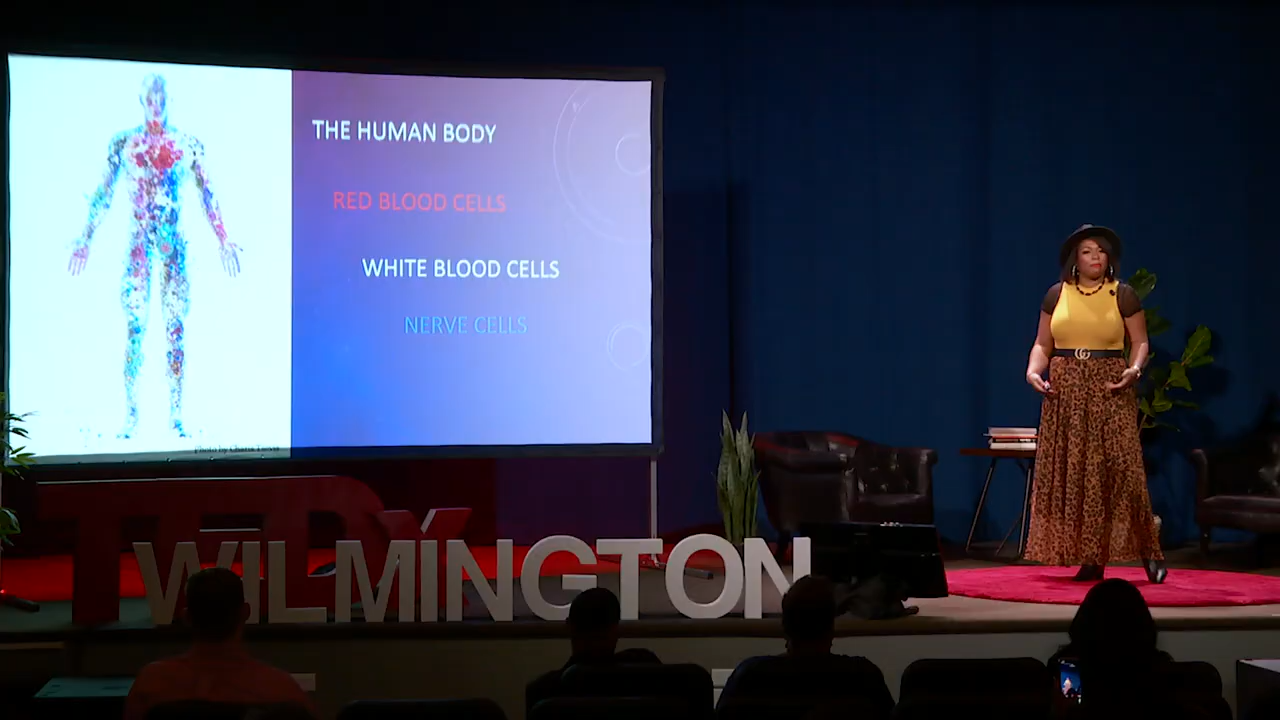 THE HUMAN BODY
RED BLOOD CELLS
WHITE BLOOD CELLS
NERVE CELLS
TEDx
WILMINGTON